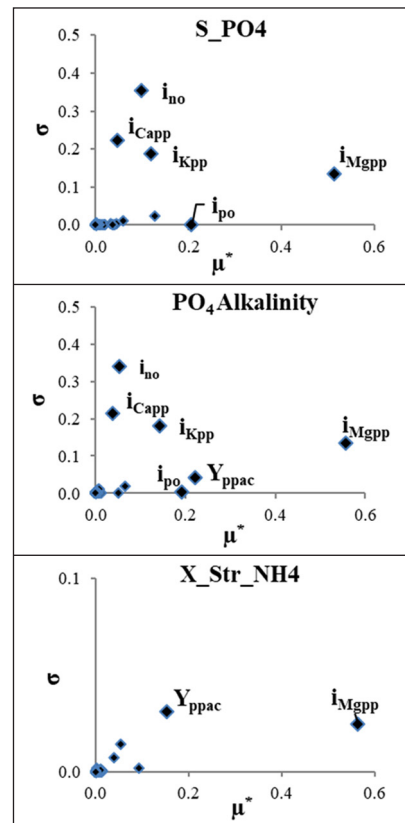 S_PO4
0.5
0.4
0.3
0.2
0.1
0.0
σ
i_no
i_Capp
i_Kpp
i_Mgpp
i_po
0.0 0.2 0.4 0.6
μ*
PO₄ Alkalinity
0.5
0.4
0.3
0.2
0.1
0.0
σ
i_no
i_Capp
i_Kpp
i_Mgpp
i_po
Y_ppac
0.0 0.2 0.4 0.6
μ*
X_Str_NH4
0.1
0.0
σ
Y_ppac
i_Mgpp
0.0 0.2 0.4 0.6
μ*